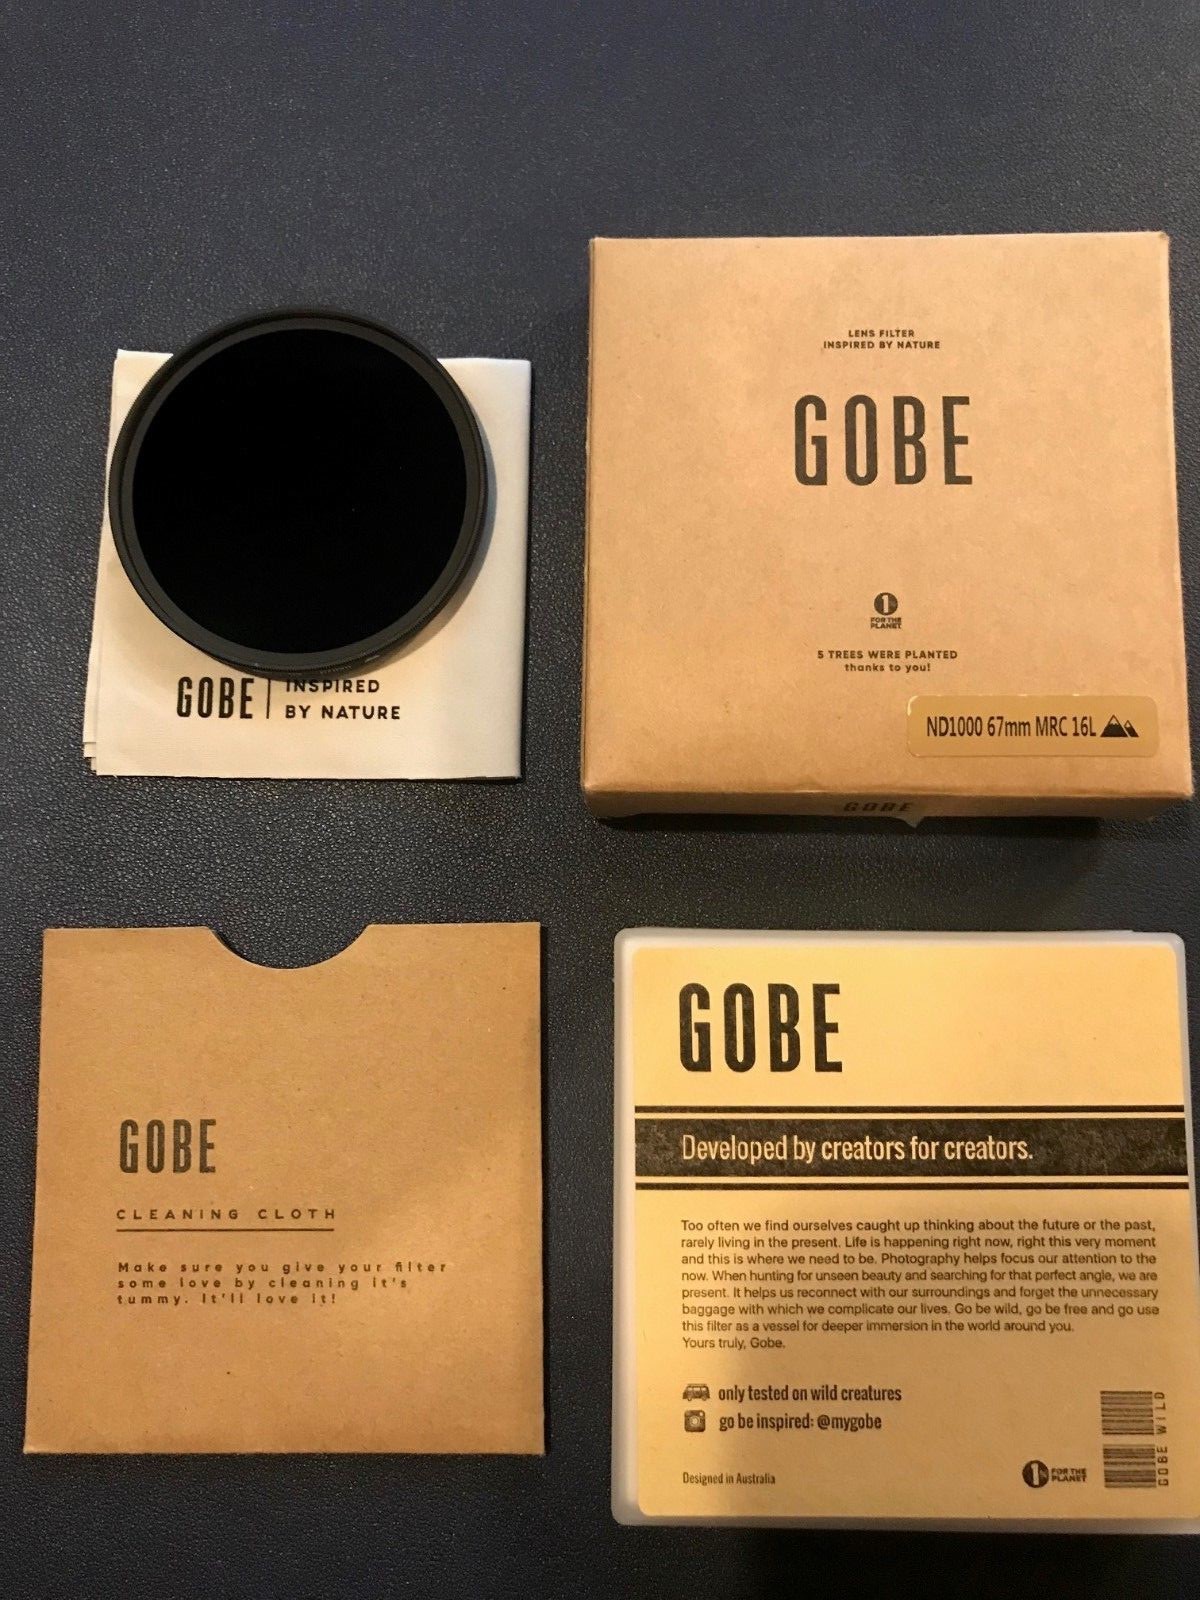 GOBE | INSPIRED
BY NATURE
LENS FILTER
INSPIRED BY NATURE
GOBE
1%
FOR THE
PLANET
5 TREES WERE PLANTED
thanks to you!
ND1000 67mm MRC 16L
GOBE
GOBE
CLEANING CLOTH
Make sure you give your filter
some love by cleaning it's
tummy. It'll love it!
GOBE
Developed by creators for creators.
Too often we find ourselves caught up thinking about the future or the past,
rarely living in the present. Life is happening right now, right this very moment
and this is where we need to be. Photography helps focus our attention to the
now. When hunting for unseen beauty and searching for that perfect angle, we are
present. It helps us reconnect with our surroundings and forget the unnecessary
baggage with which we complicate our lives. Go be wild, go be free and go use
this filter as a vessel for deeper immersion in the world around you.
Yours truly, Gobe.
only tested on wild creatures
go be inspired: @mygobe
Designed in Australia
1%
FOR THE
PLANET
GOBE WILD